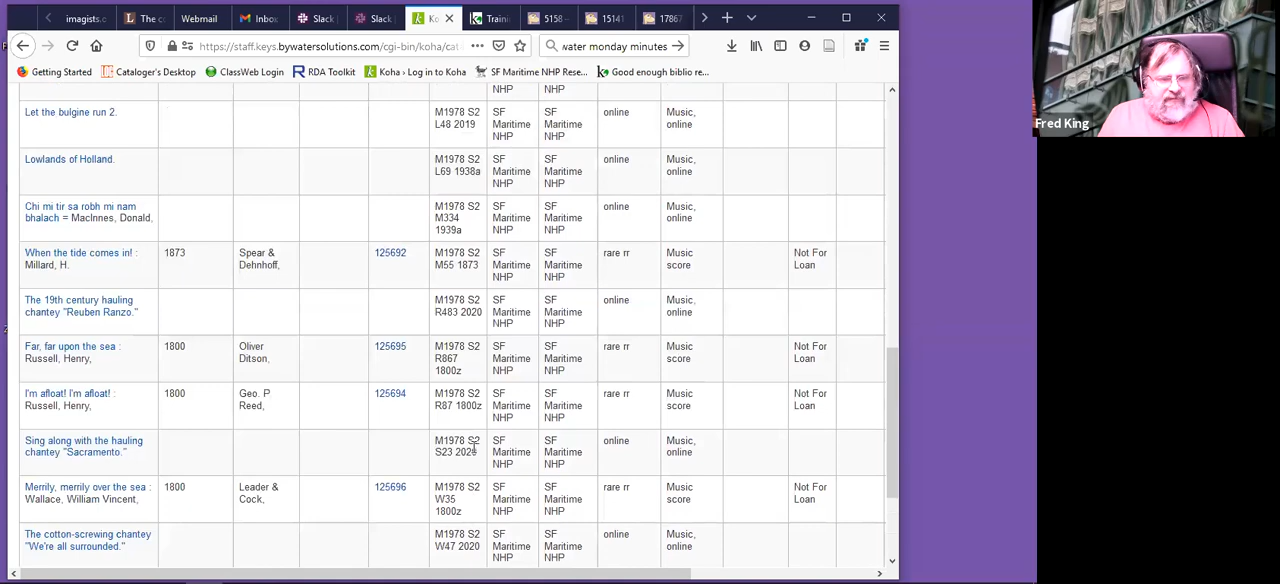 imagists.c
The cc
Webmail
Inbo
Slack
Slack
Ko
Traini
5158 -
15141
17867
https://staff.keys.bywatersolutions.com/cgi-bin/koha/cat
water monday minutes
Getting Started
Cataloger's Desktop
ClassWeb Login
RDA Toolkit
Koha › Log in to Koha
SF Maritime NHP Rese...
Good enough biblio re...
NHP
NHP
Let the bulgine run 2.
M1978 S2
L48 2019
SF
Maritime
NHP
SF
Maritime
NHP
online
Music,
online
Lowlands of Holland.
M1978 S2
L69 1938a
SF
Maritime
NHP
SF
Maritime
NHP
online
Music,
online
Chi mi tir sa robh mi nam
bhalach = MacInnes, Donald,
M1978 S2
M334
1939a
SF
Maritime
NHP
SF
Maritime
NHP
online
Music,
online
When the tide comes in! :
Millard, H.
1873
Spear &
Dehnhoff,
125692
M1978 S2
M55 1873
SF
Maritime
NHP
SF
Maritime
NHP
rare rr
Music
score
Not For
Loan
The 19th century hauling
chantey "Reuben Ranzo."
M1978 S2
R483 2020
SF
Maritime
NHP
SF
Maritime
NHP
online
Music,
online
Far, far upon the sea :
Russell, Henry,
1800
Oliver
Ditson,
125695
M1978 S2
R867
1800z
SF
Maritime
NHP
SF
Maritime
NHP
rare rr
Music
score
Not For
Loan
I'm afloat! I'm afloat! :
Russell, Henry,
1800
Geo. P
Reed,
125694
M1978 S2
R87 1800z
SF
Maritime
NHP
SF
Maritime
NHP
rare rr
Music
score
Not For
Loan
Sing along with the hauling
chantey "Sacramento."
M1978 S2
S23 2020
SF
Maritime
NHP
SF
Maritime
NHP
online
Music,
online
Merrily, merrily over the sea :
Wallace, William Vincent,
1800
Leader &
Cock,
125696
M1978 S2
W35
1800z
SF
Maritime
NHP
SF
Maritime
NHP
rare rr
Music
score
Not For
Loan
The cotton-screwing chantey
"We're all surrounded."
M1978 S2
W47 2020
SF
Maritime
NHP
SF
Maritime
NHP
online
Music,
online
Fred King